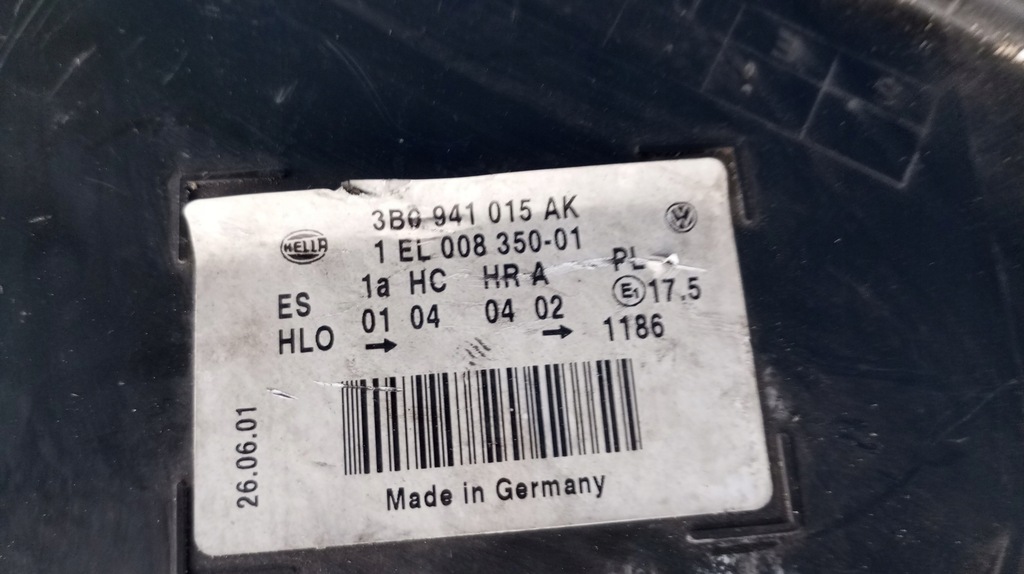 3B0 941 015 AK
HELLA
1 EL 008 350-01
ES 1a HC HR A PL
HLO 01 04 04 02 E1 17.5
→ → 1186
26.06.01
Made in Germany